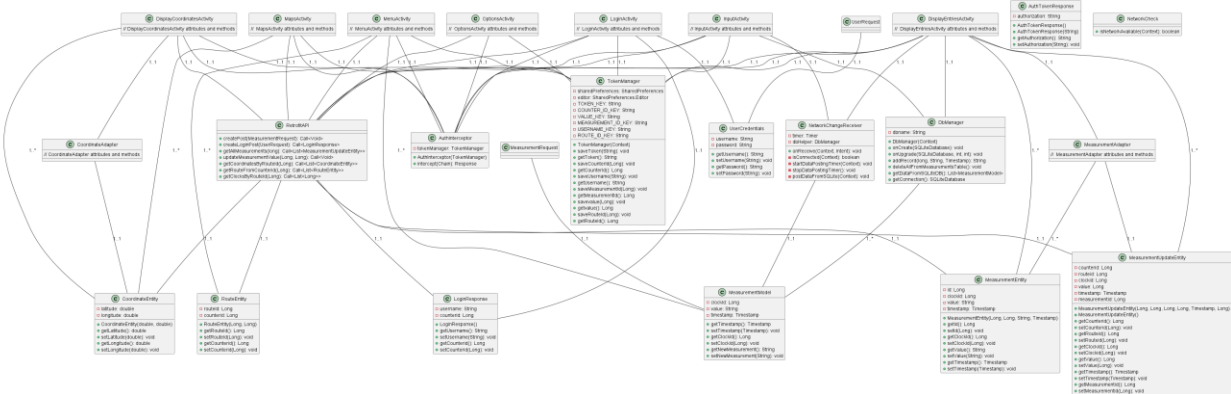 C DisplayCoordinatesActivity
// DisplayCoordinatesActivity attributes and methods
C MapsActivity
// MapsActivity attributes and methods
C MenuActivity
// MenuActivity attributes and methods
C OptionsActivity
// OptionsActivity attributes and methods
C LoginActivity
// LoginActivity attributes and methods
C InputActivity
// InputActivity attributes and methods
C UserRequest
C DisplayEntriesActivity
// DisplayEntriesActivity attributes and methods
C AuthTokenResponse
authorization: String
AuthTokenResponse()
AuthTokenResponse(String)
getAuthorization(): String
setAuthorization(String): void
C NetworkCheck
isNetworkAvailable(Context): boolean
C CoordinateAdapter
// CoordinateAdapter attributes and methods
C RetrofitAPI
createPost(MeasurementRequest): Call<Void>
createLoginPost(UserRequest): Call<LoginResponse>
getAllMeasurements(long): Call<List<MeasurementUpdateEntity>>
updateMeasurementValue(Long, Long): Call<Void>
getCoordinateByRoute(Long): Call<List<CoordinateEntity>>
getRouteFromCounterId(Long): Call<List<RouteEntity>>
getClockByRouteId(Long): Call<List<Long>>
C AuthInterceptor
tokenManager: TokenManager
AuthInterceptor(TokenManager)
intercept(Chain): Response
C MeasurementRequest
C TokenManager
sharedPreferences: SharedPreferences
editor: SharedPreferences.Editor
TOKEN_KEY: String
COUNTER_ID_KEY: String
VALUE_KEY: String
MEASUREMENT_ID_KEY: String
USERNAME_KEY: String
ROUTE_ID_KEY: String
TokenManager(Context)
saveToken(String): void
getToken(): String
saveCounterId(Long): void
getCounterId(): Long
saveUsername(String): void
getUsername(): String
saveMeasurementId(Long): void
getMeasurementId(): Long
saveValue(Long): void
getValue(): Long
saveRouteId(Long): void
getRouteId(): Long
C UserCredentials
username: String
password: String
getUsername(): String
setUsername(String): void
getPassword(): String
setPassword(String): void
C NetworkChangeReceiver
timer: Timer
dbHelper: DbManager
onReceive(Context, Intent): void
isConnected(Context): boolean
startDataPostingTimer(Context): void
stopDataPostingTimer(): void
postDataFromSQLite(Context): void
C DbManager
dbname: String
DbManager(Context)
onCreate(SQLiteDatabase): void
onUpgrade(SQLiteDatabase, int, int): void
addRecord(Long, String, Timestamp): String
deleteAllFromMeasurementsTable(): void
getDataFromSQLiteDB(): List<MeasurementModel>
getConnection(): SQLiteDatabase
C MeasurementAdapter
// MeasurementAdapter attributes and methods
C CoordinateEntity
latitude: double
longitude: double
CoordinateEntity(double, double)
getLatitude(): double
setLatitude(double): void
getLongitude(): double
setLongitude(double): void
C RouteEntity
routeId: Long
counterId: Long
RouteEntity(Long, Long)
getRouteId(): Long
setRouteId(Long): void
getCounterId(): Long
setCounterId(Long): void
C LoginResponse
username: String
counterId: Long
LoginResponse()
getUsername(): String
setUsername(String): void
getCounterId(): Long
setCounterId(Long): void
C MeasurementModel
clockId: Long
value: String
timestamp: Timestamp
getTimestamp(): Timestamp
setTimestamp(Timestamp): void
getClockId(): Long
setClockId(Long): void
getNewMeasurement(): String
setNewMeasurement(String): void
C MeasurementEntity
id: Long
clockId: Long
value: String
timestamp: Timestamp
MeasurementEntity(Long, Long, String, Timestamp)
getId(): Long
setId(Long): void
getClockId(): Long
setClockId(Long): void
getValue(): String
setValue(String): void
getTimestamp(): Timestamp
setTimestamp(Timestamp): void
C MeasurementUpdateEntity
counterId: Long
routeId: Long
clockId: Long
value: Long
timestamp: Timestamp
measurementId: Long
MeasurementUpdateEntity(Long, Long, Long, Timestamp, Long)
MeasurementUpdateEntity()
getCounterId(): Long
setCounterId(Long): void
getRouteId(): Long
setRouteId(Long): void
getClockId(): Long
setClockId(Long): void
getValue(): Long
setValue(Long): void
getTimestamp(): Timestamp
setTimestamp(Timestamp): void
getMeasurementId(): Long
setMeasurementId(Long): void